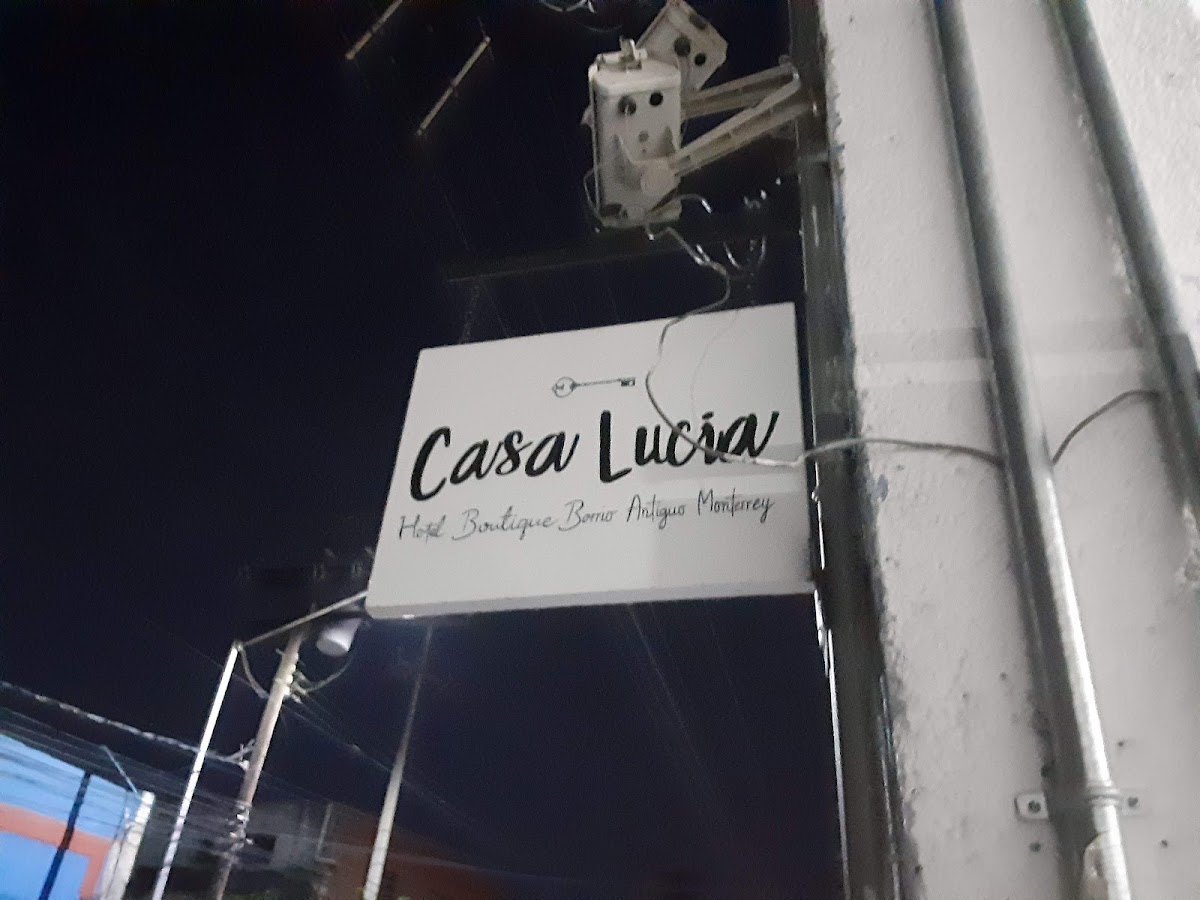 Casa Lucia
Hotel Boutique Barrio Antiguo Monterrey